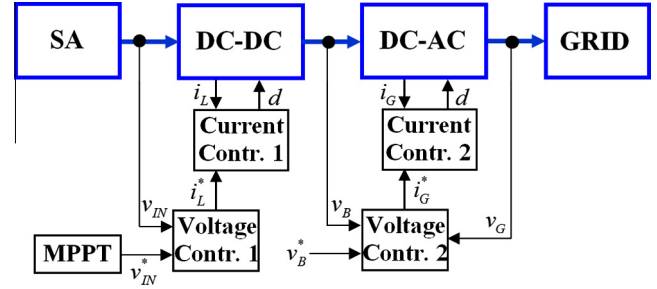 SA
DC-DC
DC-AC
GRID
i_L
d
i_G
d
Current
Contr. 1
Current
Contr. 2
i_L^*
i_G^*
v_IN
v_B
v_G
Voltage
Contr. 1
Voltage
Contr. 2
MPPT
v_IN^*
v_B^*